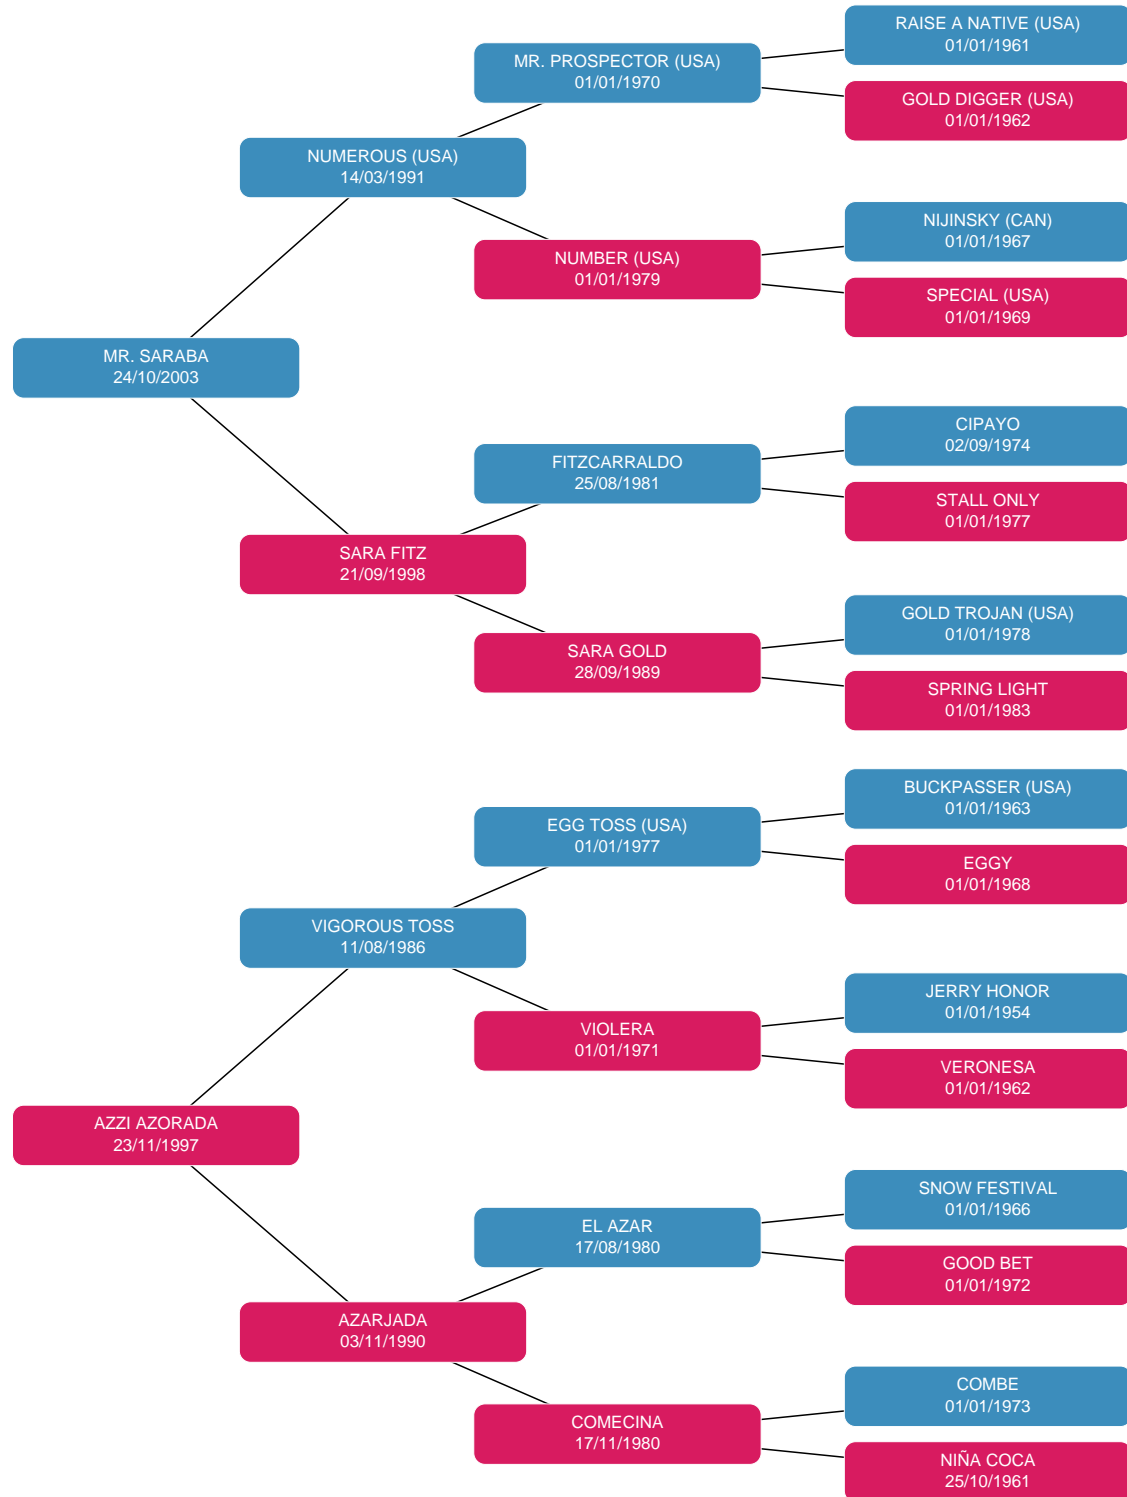 RAISE A NATIVE (USA)
01/01/1961
MR. PROSPECTOR (USA)
01/01/1970
GOLD DIGGER (USA)
01/01/1962
NUMEROUS (USA)
14/03/1991
NIJINSKY (CAN)
01/01/1967
NUMBER (USA)
01/01/1979
SPECIAL (USA)
01/01/1969
MR. SARABA
24/10/2003
CIPAYO
02/09/1974
FITZCARRALDO
25/08/1981
STALL ONLY
01/01/1977
SARA FITZ
21/09/1998
GOLD TROJAN (USA)
01/01/1978
SARA GOLD
28/09/1989
SPRING LIGHT
01/01/1983
BUCKPASSER (USA)
01/01/1963
EGG TOSS (USA)
01/01/1977
EGGY
01/01/1968
VIGOROUS TOSS
11/08/1986
JERRY HONOR
01/01/1954
VIOLERA
01/01/1971
VERONESA
01/01/1962
AZZI AZORADA
23/11/1997
SNOW FESTIVAL
01/01/1966
EL AZAR
17/08/1980
GOOD BET
01/01/1972
AZARJADA
03/11/1990
COMBE
01/01/1973
COMECINA
17/11/1980
NIÑA COCA
25/10/1961